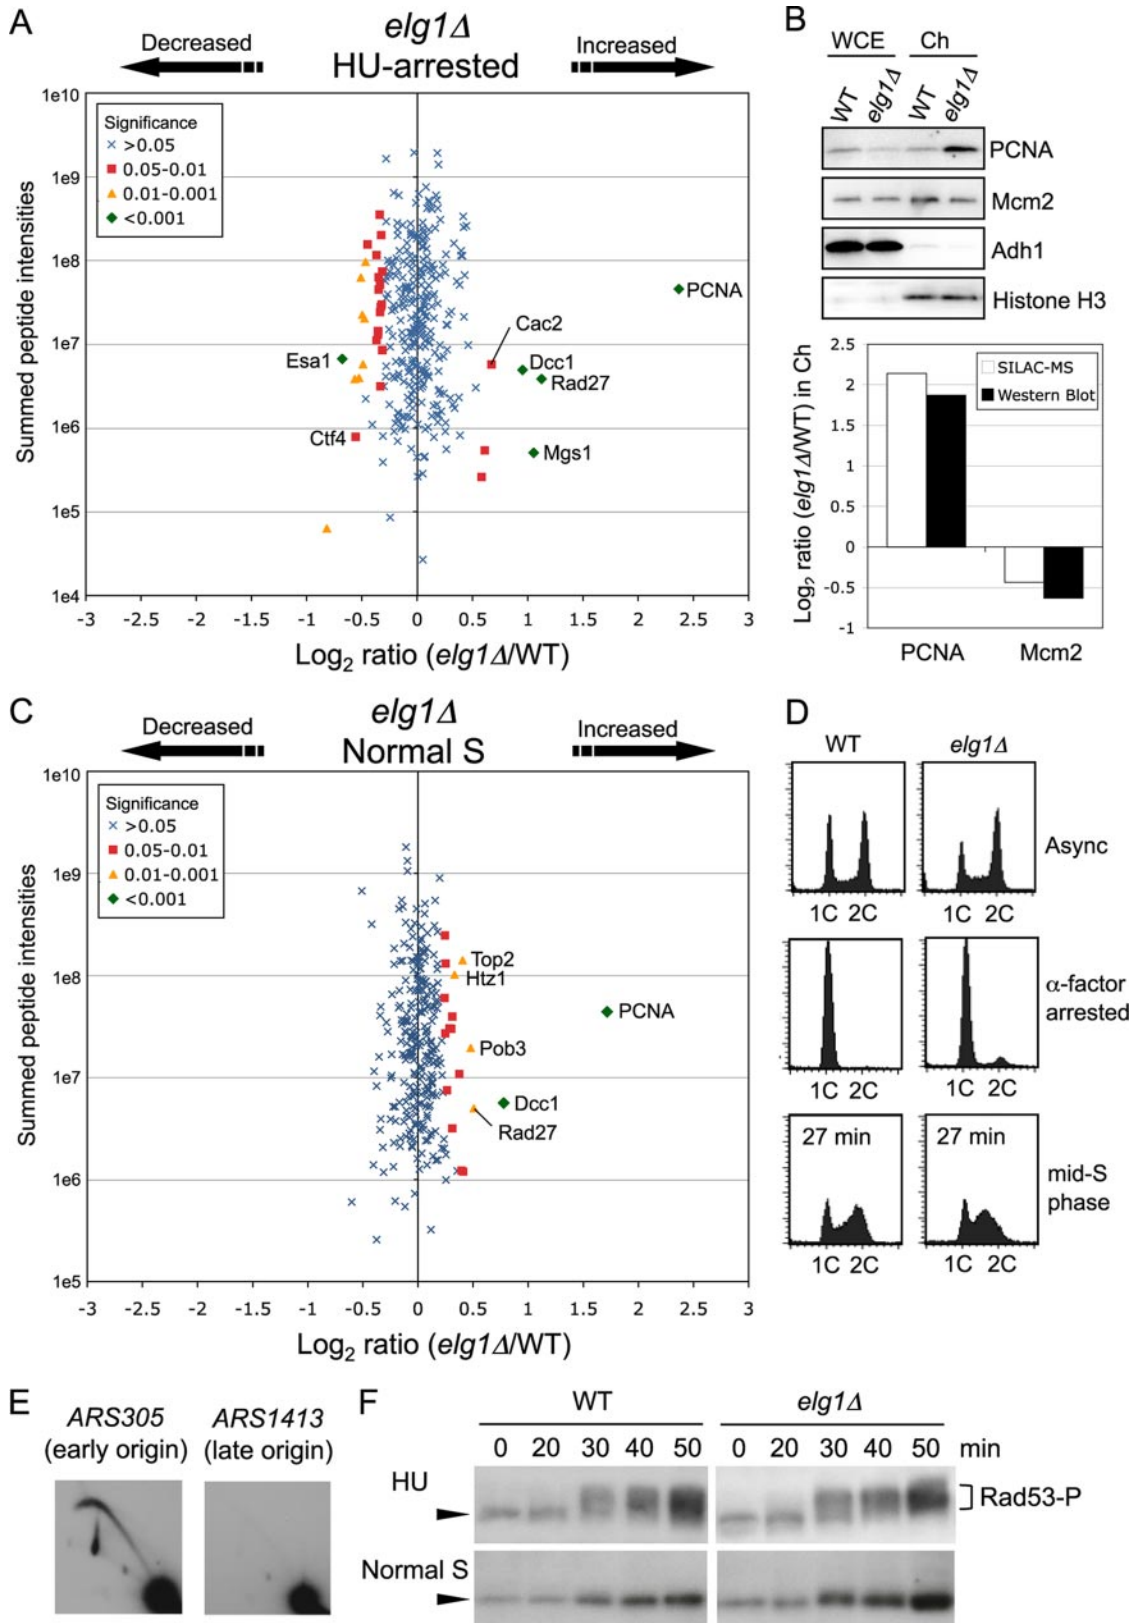 A
elg1Δ
HU-arrested
Decreased
Increased
Significance
>0.05
0.05-0.01
0.01-0.001
<0.001
1e10
1e9
1e8
1e7
1e6
1e5
1e4
Summed peptide intensities
PCNA
Cac2
Dcc1
Rad27
Esa1
Ctf4
Mgs1
-3 -2.5 -2 -1.5 -1 -0.5 0 0.5 1 1.5 2 2.5 3
Log2 ratio (elg1Δ/WT)
B
WCE Ch
WT elg1Δ WT elg1Δ
PCNA
Mcm2
Adh1
Histone H3
2.5
2
1.5
1
0.5
0
-0.5
-1
Log2 ratio (elg1Δ/WT) in Ch
SILAC-MS
Western Blot
PCNA Mcm2
C
elg1Δ
Normal S
Decreased
Increased
Significance
>0.05
0.05-0.01
0.01-0.001
<0.001
1e10
1e9
1e8
1e7
1e6
1e5
Summed peptide intensities
Top2
Htz1
PCNA
Pob3
Dcc1
Rad27
-3 -2.5 -2 -1.5 -1 -0.5 0 0.5 1 1.5 2 2.5 3
Log2 ratio (elg1Δ/WT)
D
WT elg1Δ
Async
1C 2C 1C 2C
α-factor
arrested
1C 2C 1C 2C
27 min 27 min
mid-S
phase
1C 2C 1C 2C
E
ARS305 ARS1413
(early origin) (late origin)
F
WT elg1Δ
0 20 30 40 50 0 20 30 40 50 min
HU
Rad53-P
Normal S